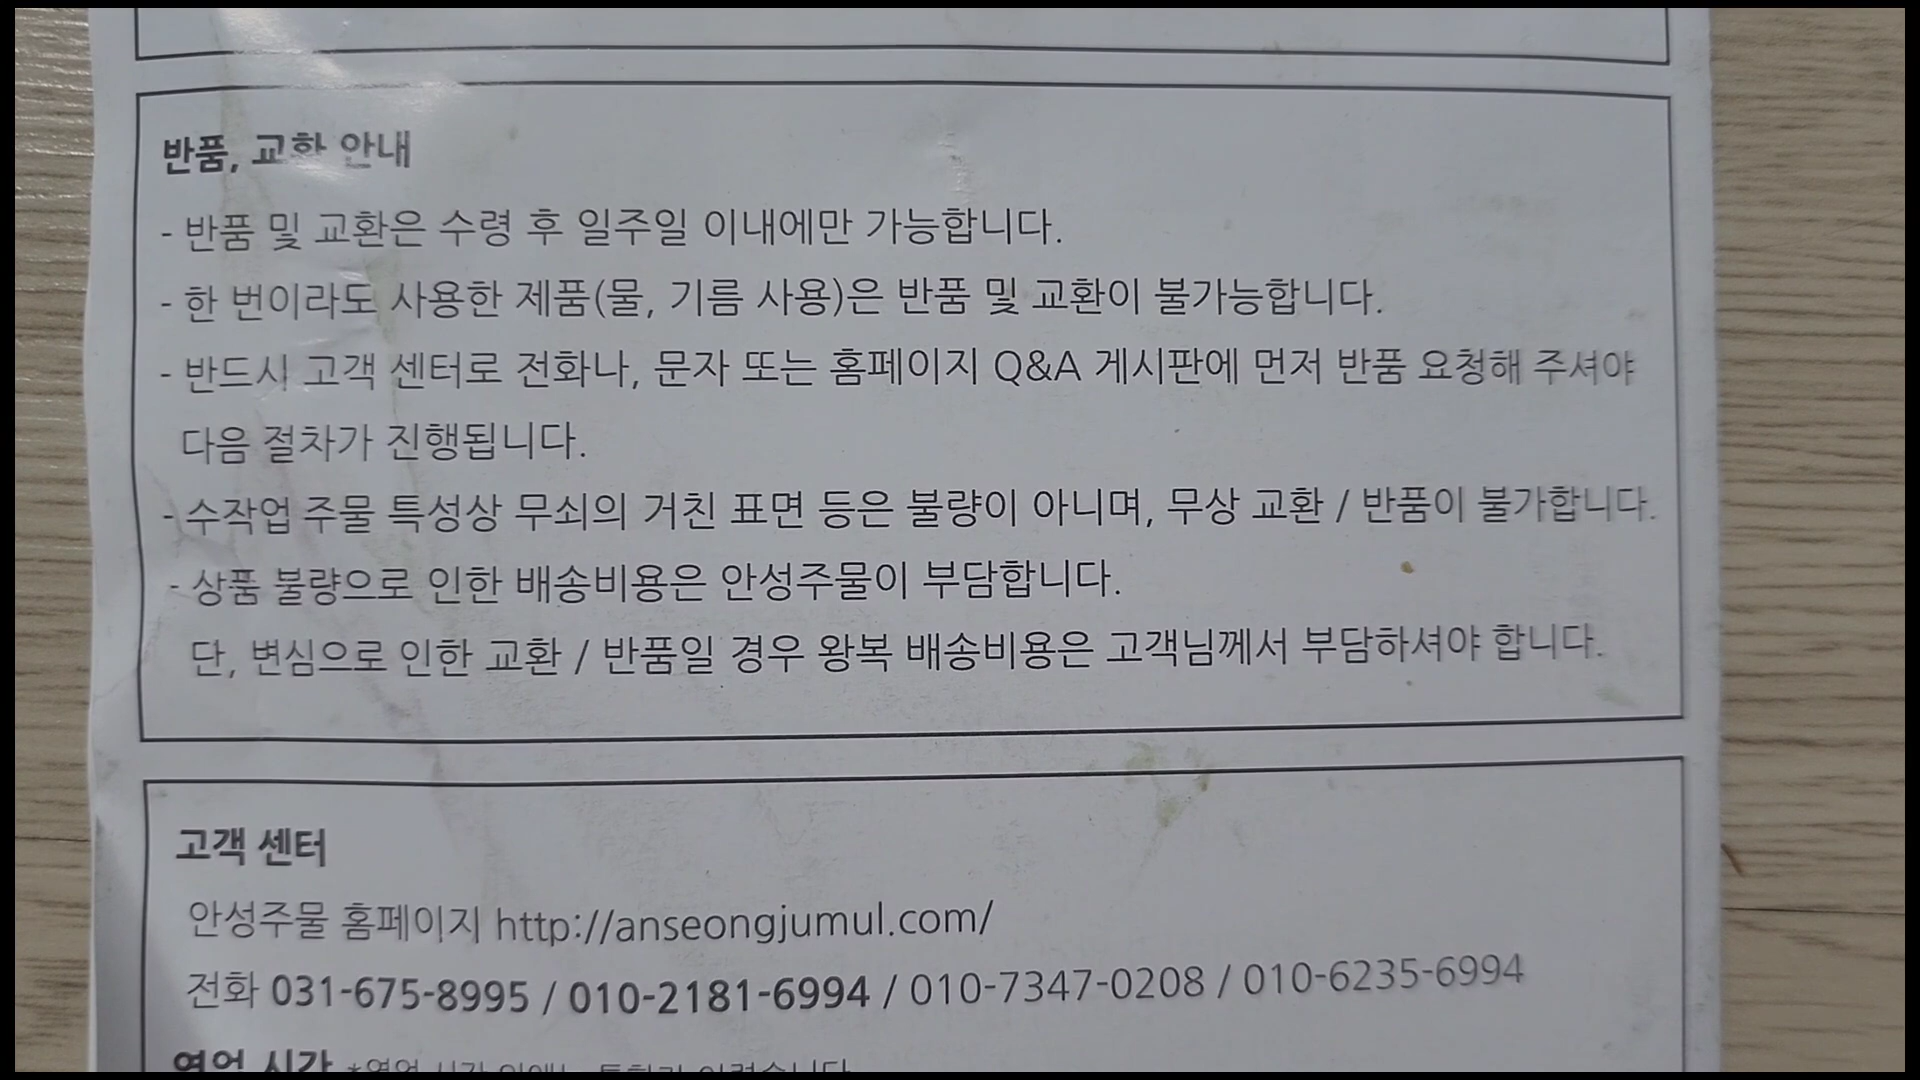 반품, 교환 안내
- 반품 및 교환은 수령 후 일주일 이내에만 가능합니다.
- 한 번이라도 사용한 제품(물, 기름 사용)은 반품 및 교환이 불가능합니다.
- 반드시 고객 센터로 전화나, 문자 또는 홈페이지 Q&A 게시판에 먼저 반품 요청해 주셔야
다음 절차가 진행됩니다.
- 수작업 주물 특성상 무쇠의 거친 표면 등은 불량이 아니며, 무상 교환 / 반품이 불가합니다.
- 상품 불량으로 인한 배송비용은 안성주물이 부담합니다.
단, 변심으로 인한 교환 / 반품일 경우 왕복 배송비용은 고객님께서 부담하셔야 합니다.
고객 센터
안성주물 홈페이지 http://anseongjumul.com/
전화 031-675-8995 / 010-2181-6994 / 010-7347-0208 / 010-6235-6994
영업 시간